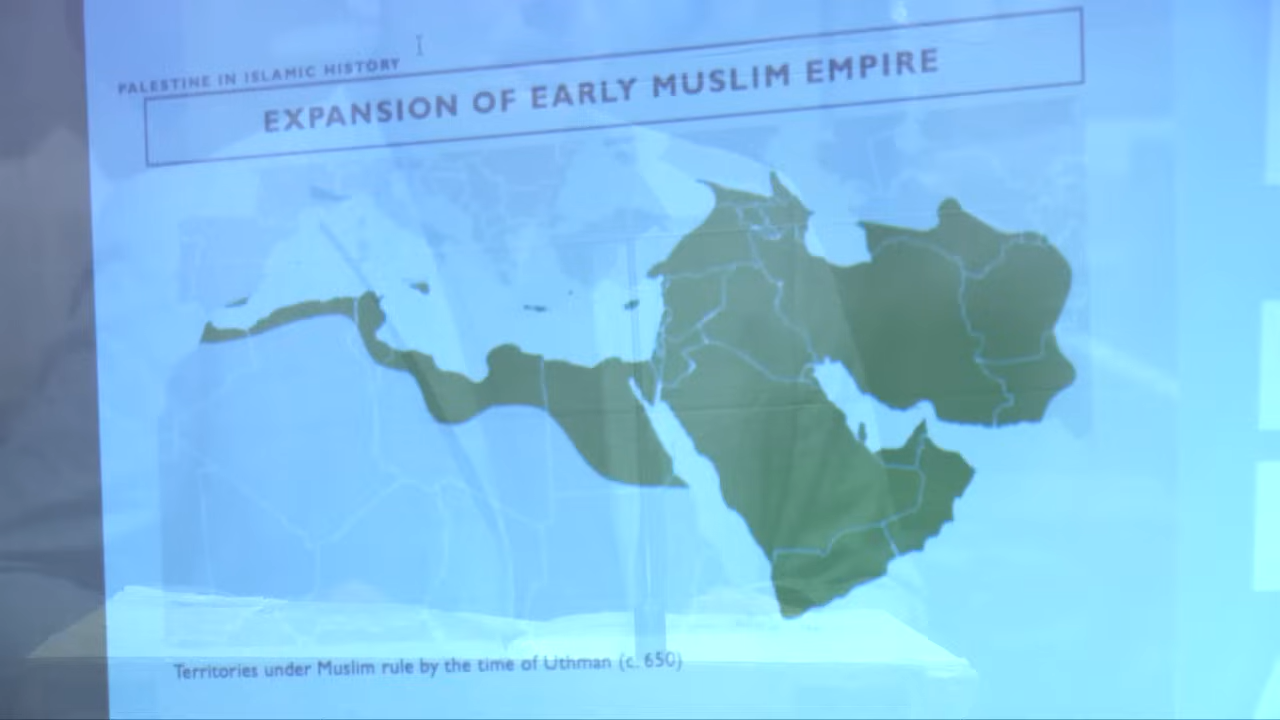 PALESTINE IN ISLAMIC HISTORY
EXPANSION OF EARLY MUSLIM EMPIRE
Territories under Muslim rule by the time of Uthman (c. 650)